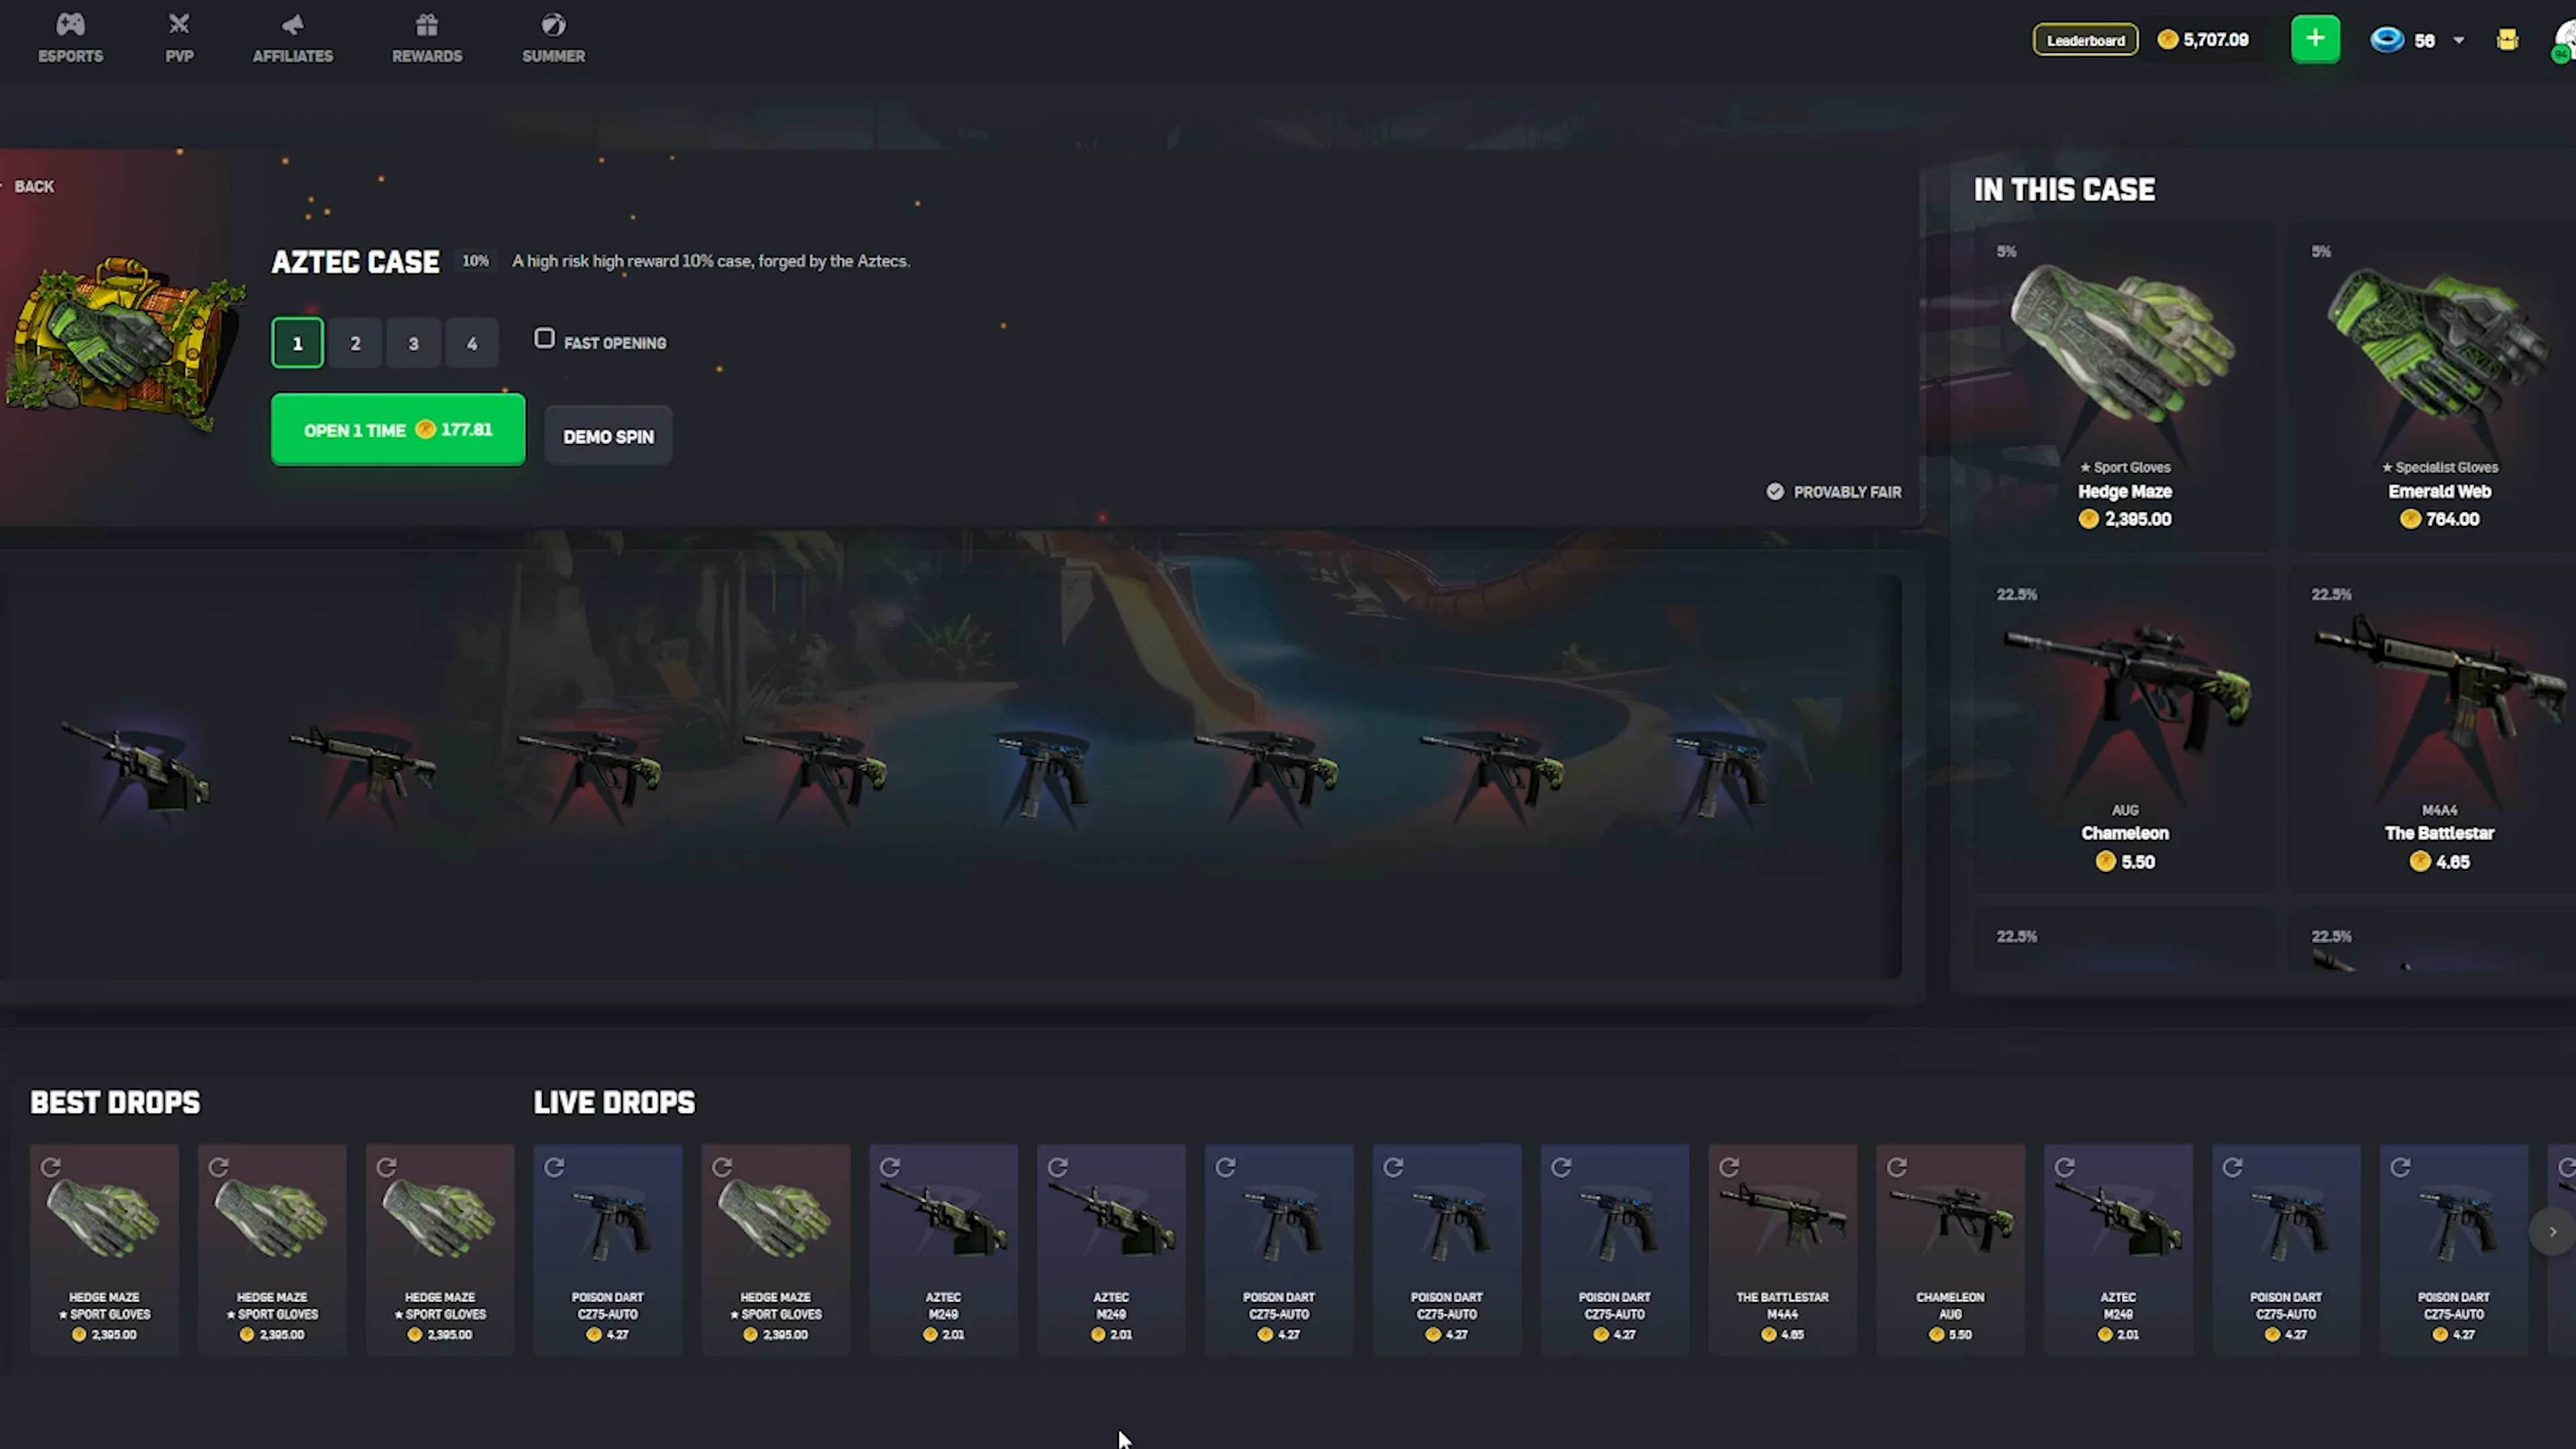 ESPORTS
PVP
AFFILIATES
REWARDS
SUMMER
Leaderboard
5,707.09
+
56
BACK
AZTEC CASE
10%
A high risk high reward 10% case, forged by the Aztecs.
1
2
3
4
FAST OPENING
OPEN 1 TIME 177.81
DEMO SPIN
PROVABLY FAIR
IN THIS CASE
5%
★ Sport Gloves
Hedge Maze
2,395.00
5%
★ Specialist Gloves
Emerald Web
764.00
22.5%
AUG
Chameleon
5.50
22.5%
M4A4
The Battlestar
4.65
22.5%
22.5%
BEST DROPS
HEDGE MAZE
★ SPORT GLOVES
2,395.00
HEDGE MAZE
★ SPORT GLOVES
2,395.00
HEDGE MAZE
★ SPORT GLOVES
2,395.00
LIVE DROPS
POISON DART
CZ75-AUTO
4.27
HEDGE MAZE
★ SPORT GLOVES
2,395.00
AZTEC
M249
2.01
AZTEC
M249
2.01
POISON DART
CZ75-AUTO
4.27
POISON DART
CZ75-AUTO
4.27
POISON DART
CZ75-AUTO
4.27
THE BATTLESTAR
M4A4
4.65
CHAMELEON
AUG
5.50
AZTEC
M249
2.01
POISON DART
CZ75-AUTO
4.27
POISON DART
CZ75-AUTO
4.27